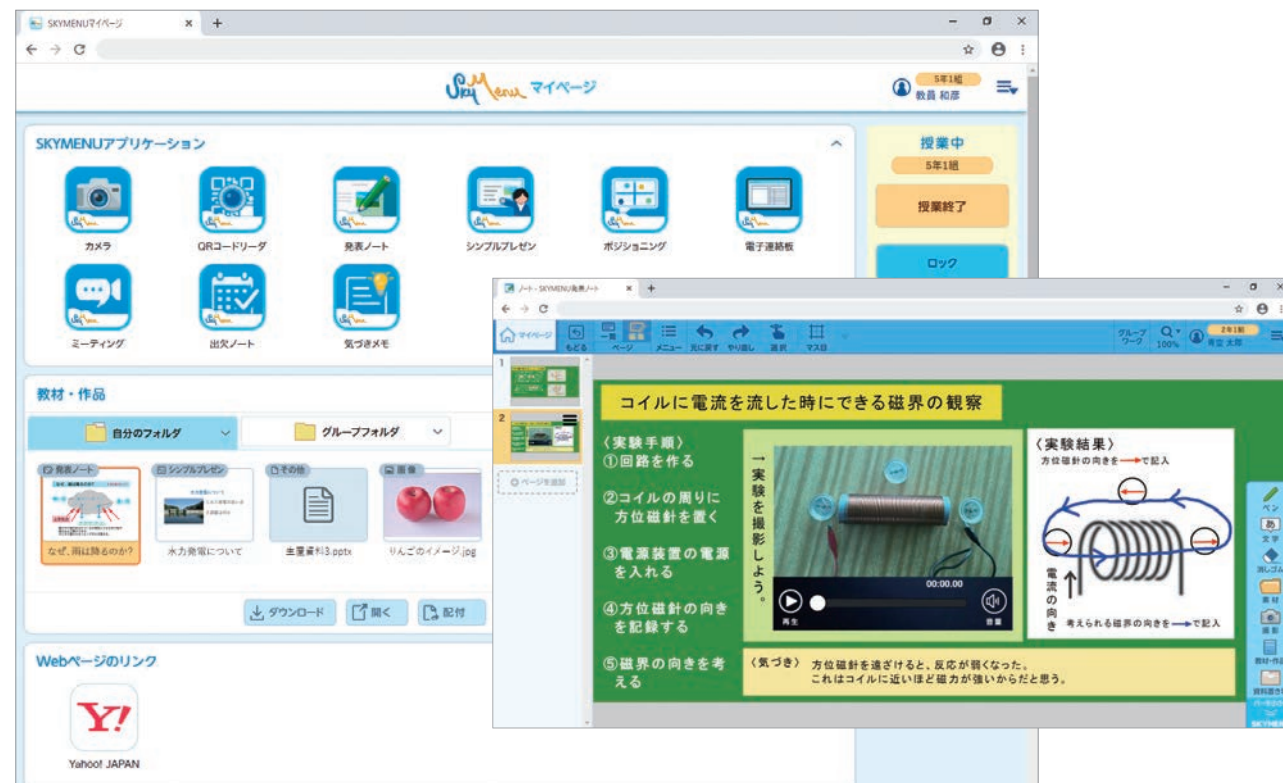 SKYMENUマイページ
SkyMenu マイページ
5年1組
教員 和彦
SKYMENUアプリケーション
カメラ
QRコードリーダ
発表ノート
シンプルプレゼン
ポジショニング
電子連絡板
ミーティング
出欠ノート
気づきメモ
授業中
5年1組
授業終了
ロック
教材・作品
自分のフォルダ
グループフォルダ
発表ノート
シンプルプレゼン
その他
画像
なぜ、雨は降るのか?
水力発電について
生産資料3.pptx
りんごのイメージ.jpg
ダウンロード
開く
配付
Webページのリンク
Y!
Yahoo! JAPAN
ノート - SKYMENU発表ノート
マイページ
もどる
一覧
ページ
メニュー
元に戻す
やり直し
選択
マス目
グループ
ワーク
100%
2年1組
青空 太郎
1
2
ページを追加
コイルに電流を流した時にできる磁界の観察
〈実験手順〉
①回路を作る
②コイルの周りに
方位磁針を置く
③電源装置の電源
を入れる
④方位磁針の向き
を記録する
⑤磁界の向きを考
える
→実験を撮影しよう。
00:00.00
再生
音量
〈実験結果〉
方位磁針の向きを→で記入
電流の向き
考えられる磁界の向きを→で記入
〈気づき〉 方位磁針を遠ざけると、反応が弱くなった。
これはコイルに近いほど磁力が強いからだと思う。
ペン
あ
文字
消しゴム
素材
撮影
教材・作品
SKYMEN